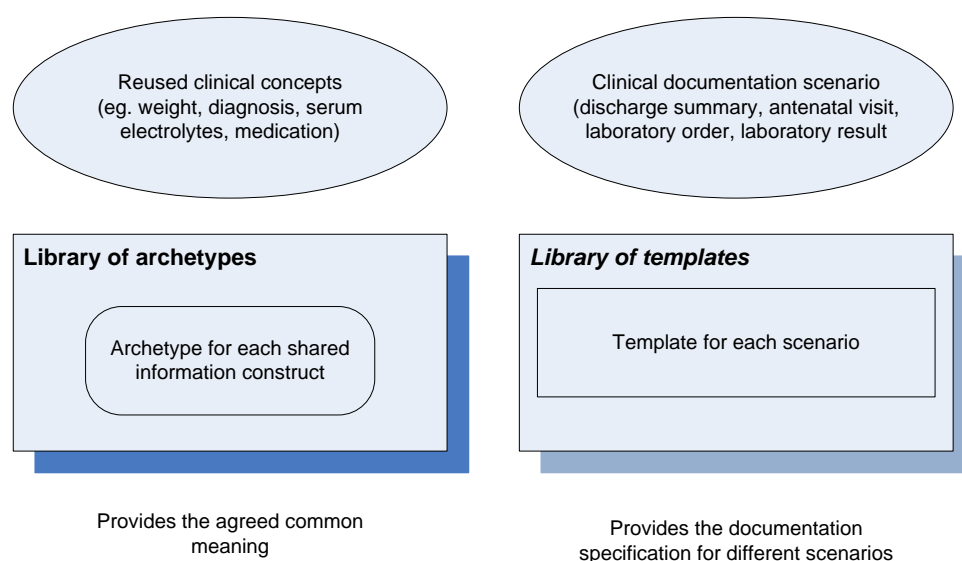 Reused clinical concepts
(eg. weight, diagnosis, serum
electrolytes, medication)
Clinical documentation scenario
(discharge summary, antenatal visit,
laboratory order, laboratory result
Library of archetypes
Archetype for each shared
information construct
Library of templates
Template for each scenario
Provides the agreed common
meaning
Provides the documentation
specification for different scenarios